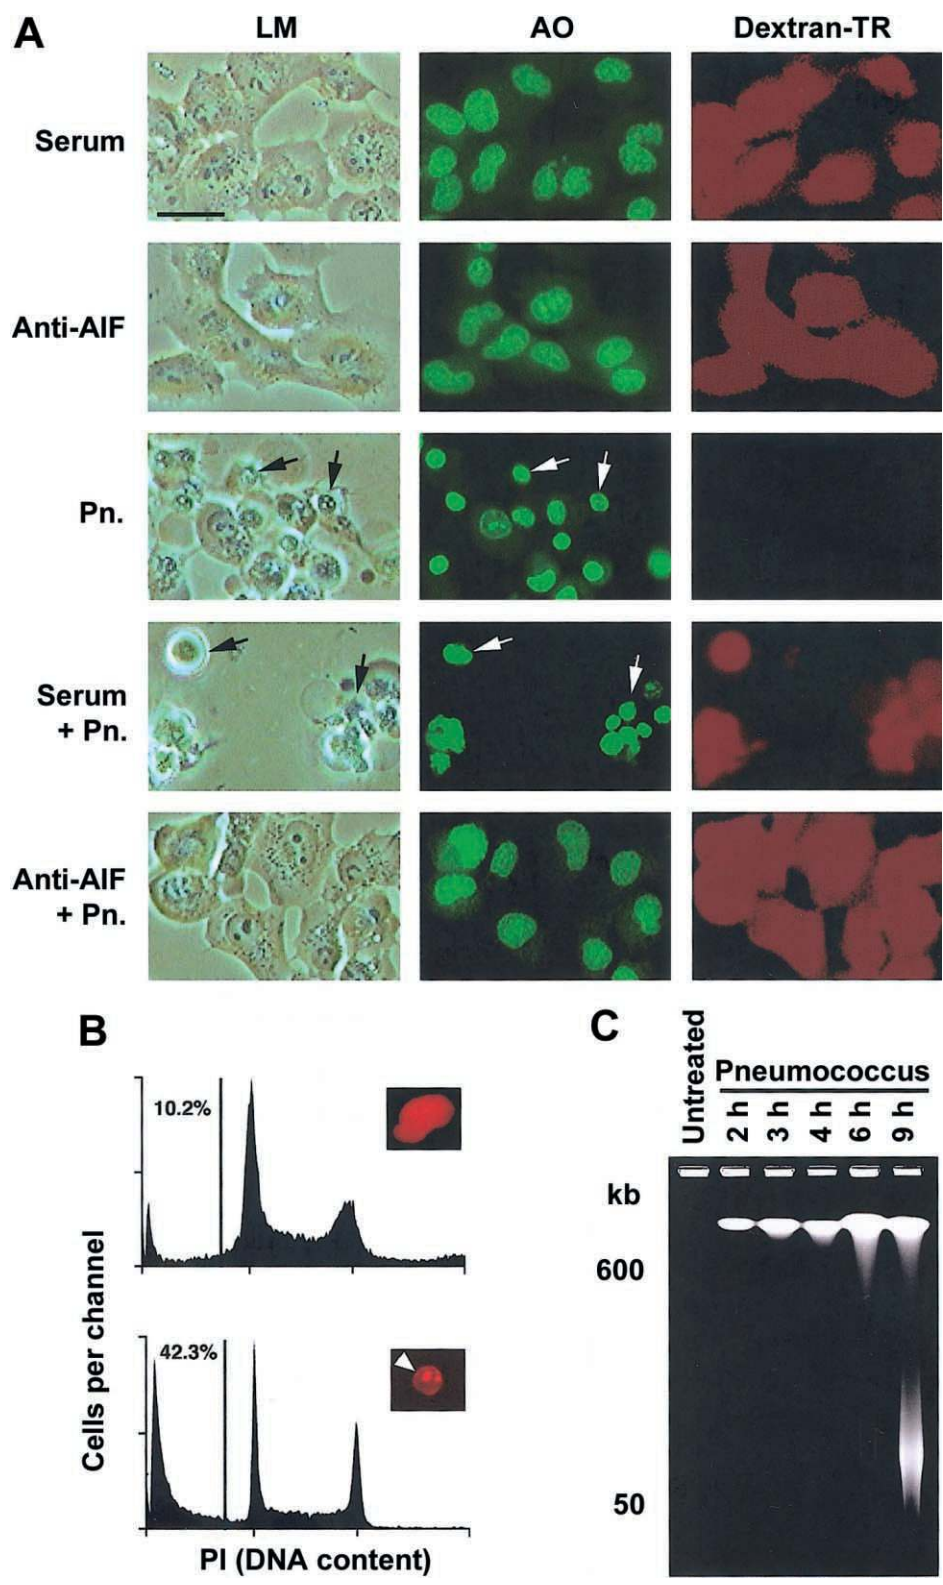 A
LM AO Dextran-TR
Serum
Anti-AIF
Pn.
Serum
+ Pn.
Anti-AIF
+ Pn.
B
10.2%
42.3%
Cells per channel
PI (DNA content)
C
Untreated
Pneumococcus
2 h 3 h 4 h 6 h 9 h
kb
600
50